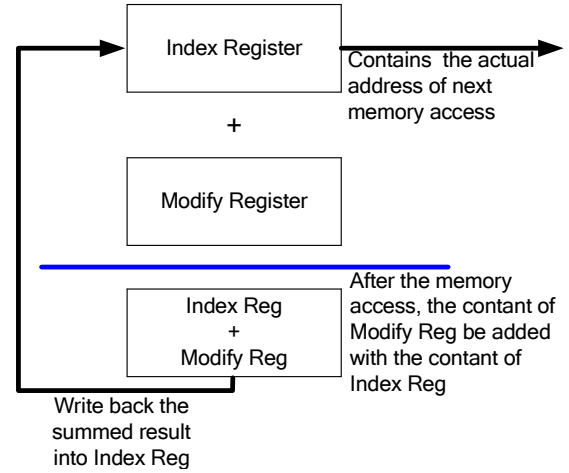 Index Register
Contains the actual
address of next
memory access
+
Modify Register
After the memory
access, the contant of
Modify Reg be added
with the contant of
Index Reg
Index Reg
+
Modify Reg
Write back the
summed result
into Index Reg